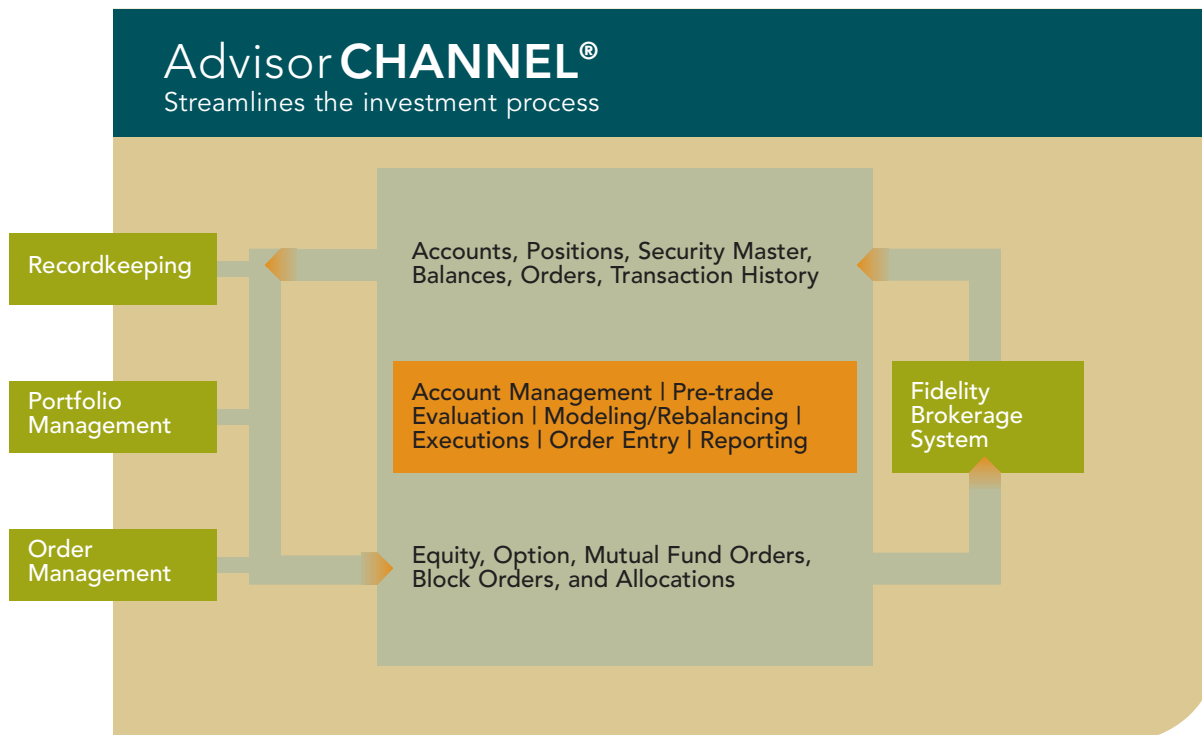 Advisor CHANNEL®
Streamlines the investment process
Recordkeeping
Accounts, Positions, Security Master,
Balances, Orders, Transaction History
Portfolio
Management
Account Management | Pre-trade
Evaluation | Modeling/Rebalancing |
Executions | Order Entry | Reporting
Fidelity
Brokerage
System
Order
Management
Equity, Option, Mutual Fund Orders,
Block Orders, and Allocations